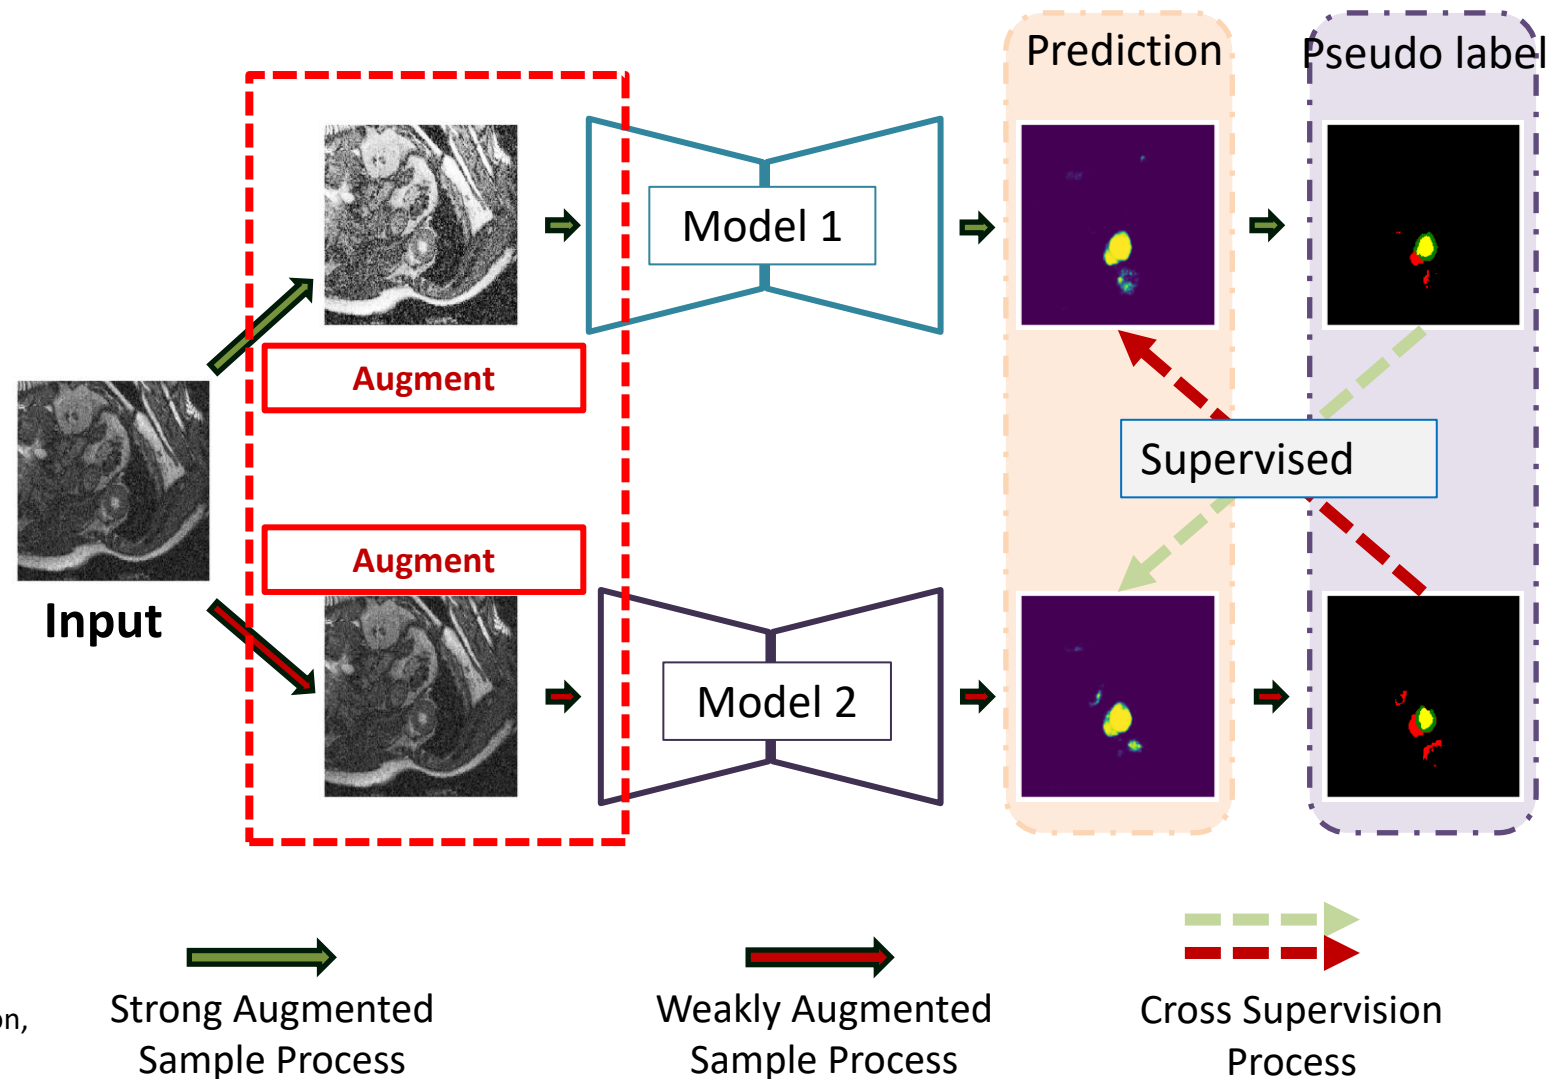 Prediction
Pseudo label
Model 1
Augment
Supervised
Augment
Input
Model 2
Strong Augmented
Sample Process
Weakly Augmented
Sample Process
Cross Supervision
Process
on,